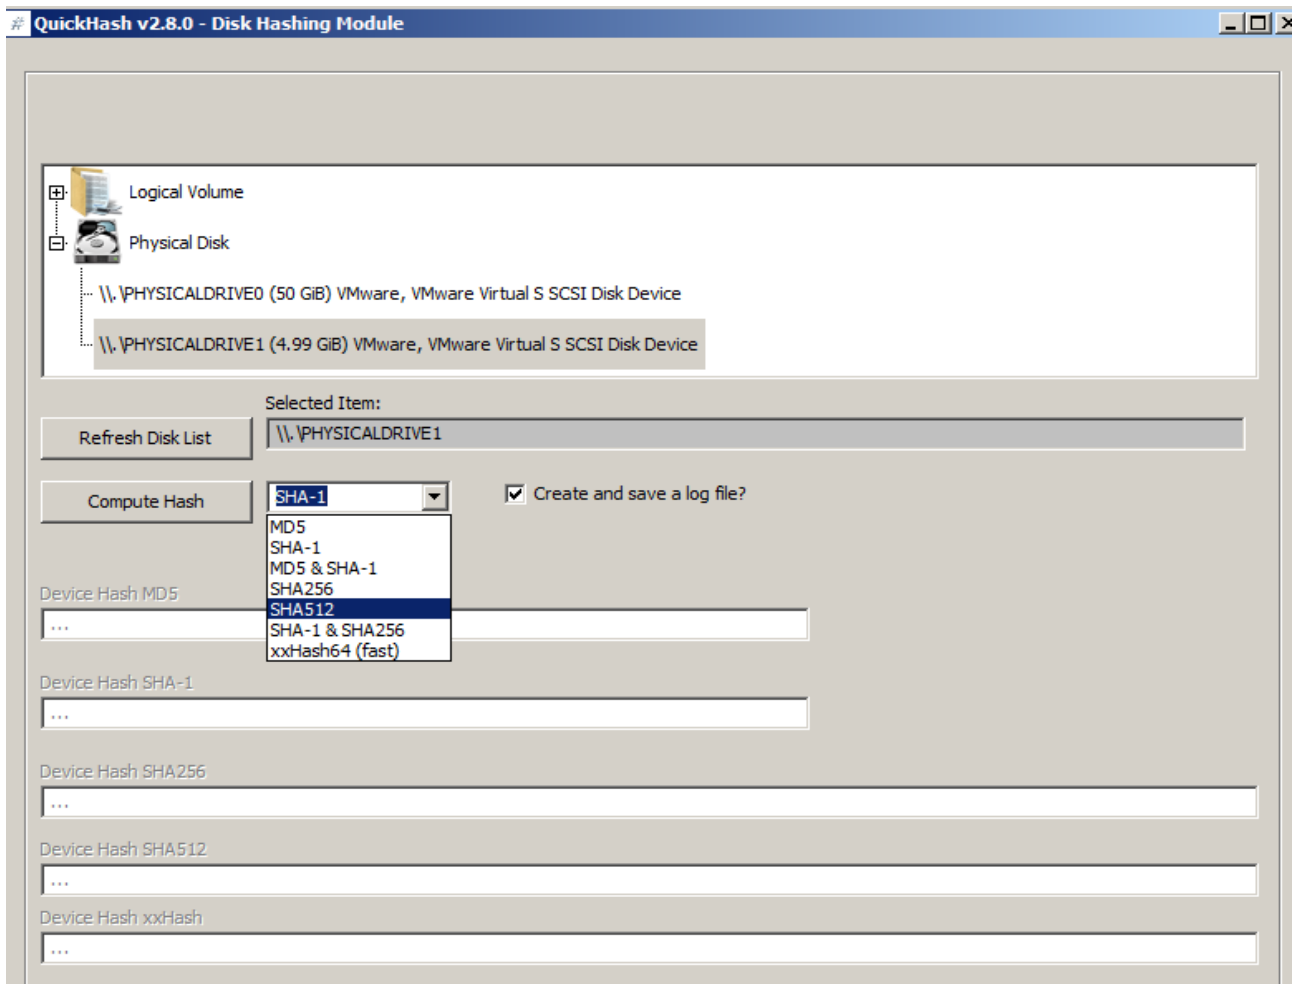 # QuickHash v2.8.0 - Disk Hashing Module
Logical Volume
Physical Disk
\\.\PHYSICALDRIVE0 (50 GiB) VMware, VMware Virtual S SCSI Disk Device
\\.\PHYSICALDRIVE1 (4.99 GiB) VMware, VMware Virtual S SCSI Disk Device
Selected Item:
Refresh Disk List
\\.\PHYSICALDRIVE1
Compute Hash
SHA-1
Create and save a log file?
MD5
SHA-1
MD5 & SHA-1
SHA256
SHA512
SHA-1 & SHA256
xxHash64 (fast)
Device Hash MD5
...
Device Hash SHA-1
...
Device Hash SHA256
...
Device Hash SHA512
...
Device Hash xxHash
...